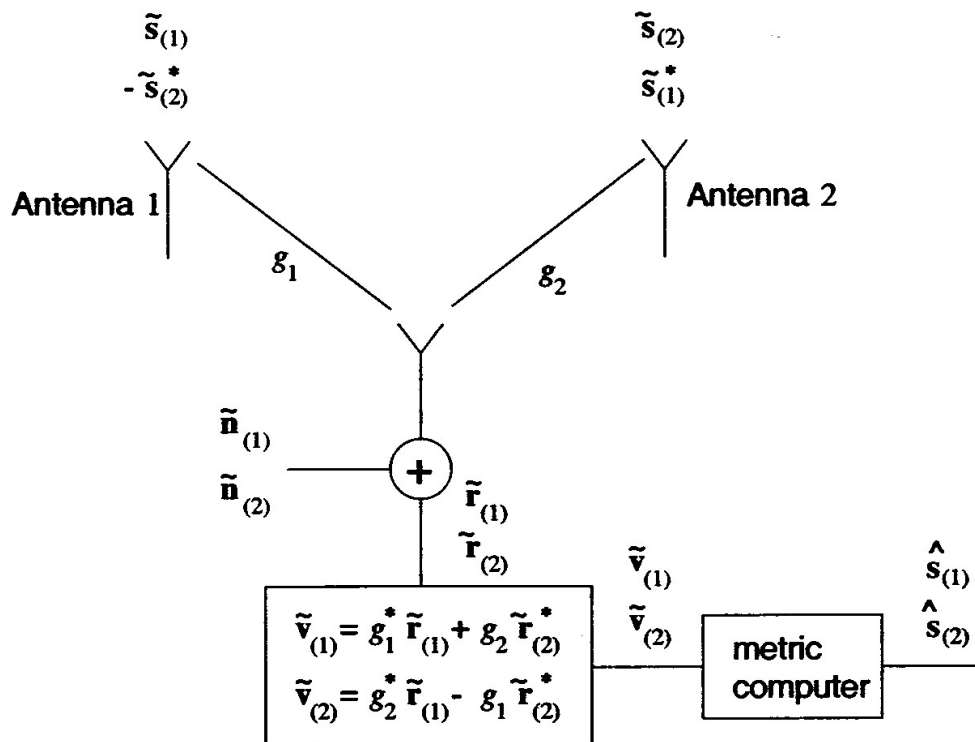 s̃(1) s̃(2)
- s̃(2)* s̃(1)*
Antenna 1 Antenna 2
g1 g2
ñ(1)
+
ñ(2)
r̃(1)
r̃(2)
ṽ(1) ŝ(1)
ṽ(2) ŝ(2)
ṽ(1) = g1* r̃(1) + g2 r̃(2)*
ṽ(2) = g2* r̃(1) - g1 r̃(2)*
metric
computer